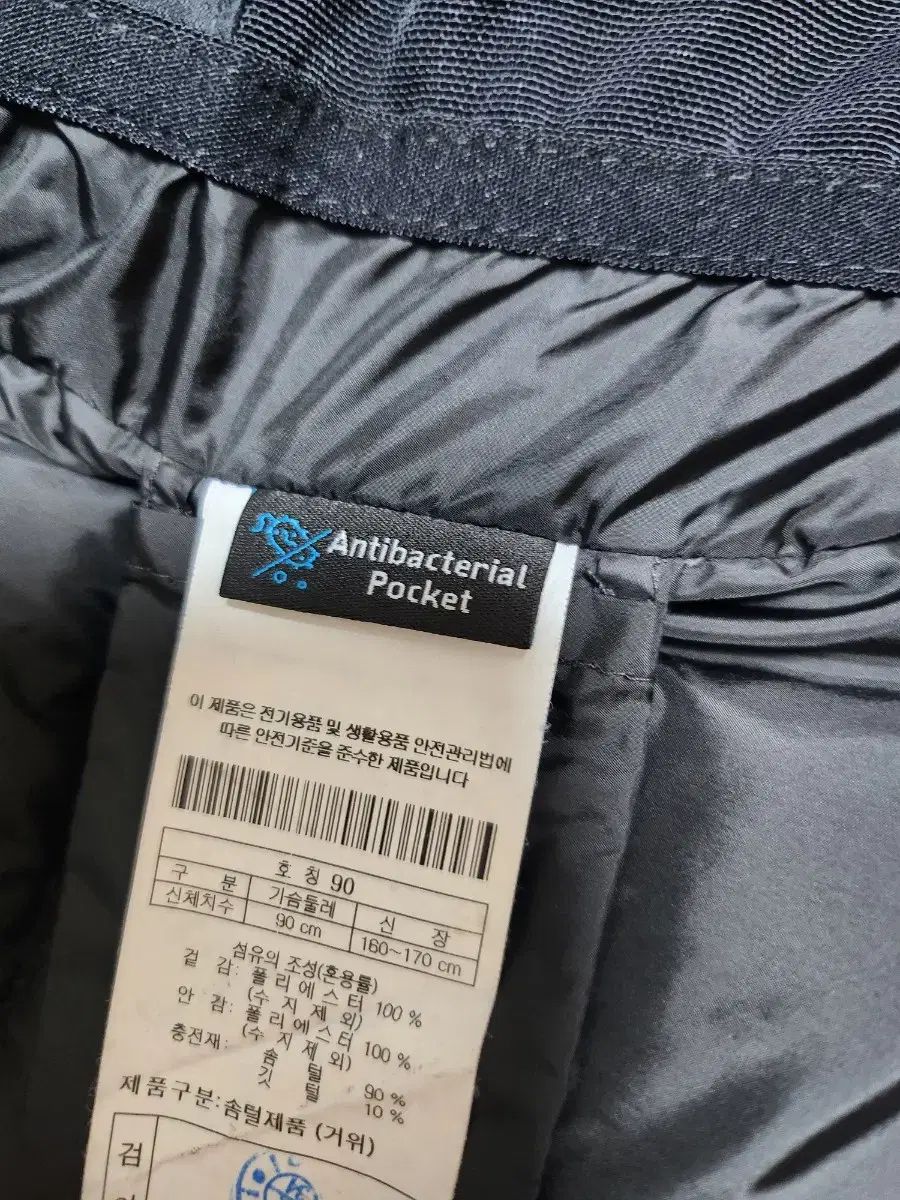 Antibacterial
Pocket
이 제품은 전기용품 및 생활용품 안전관리법에
따른 안전기준을 준수한 제품입니다
호 칭 90
구 분 가슴둘레 신 장
신체치수 90 cm 160~170 cm
섬유의 조성(혼용률)
겉 감: 폴 리 에 스 터 100 %
(수 지 제 외)
안 감: 폴 리 에 스 터 100 %
(수 지 제 외)
충전재: 솜 털 90 %
깃 털 10 %
제품구분:솜털제품 (거위)
검